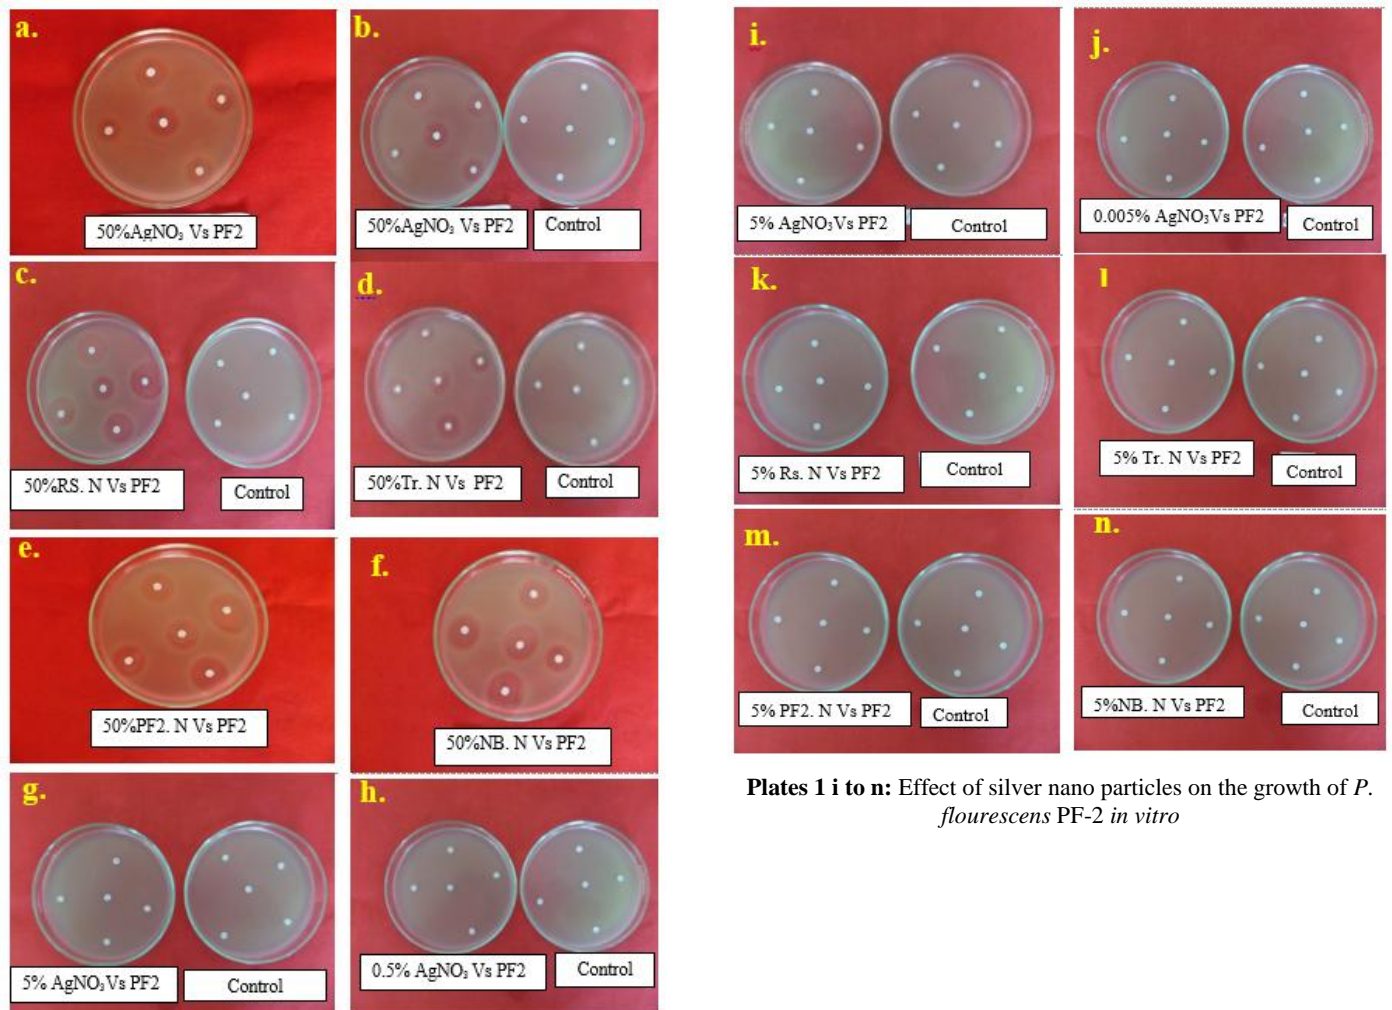 a.
50%AgNO₃ Vs PF2
b.
50%AgNO₃ Vs PF2
Control
c.
50%RS. N Vs PF2
Control
d.
50%Tr. N Vs PF2
Control
e.
50%PF2. N Vs PF2
f.
50%NB. N Vs PF2
g.
5% AgNO₃Vs PF2
Control
h.
0.5% AgNO₃ Vs PF2
Control
i.
5% AgNO₃Vs PF2
Control
j.
0.005% AgNO₃Vs PF2
Control
k.
5% Rs. N Vs PF2
Control
l
5% Tr. N Vs PF2
Control
m.
5% PF2. N Vs PF2
Control
n.
5%NB. N Vs PF2
Control
Plates 1 i to n: Effect of silver nano particles on the growth of P.
flourescens PF-2 in vitro